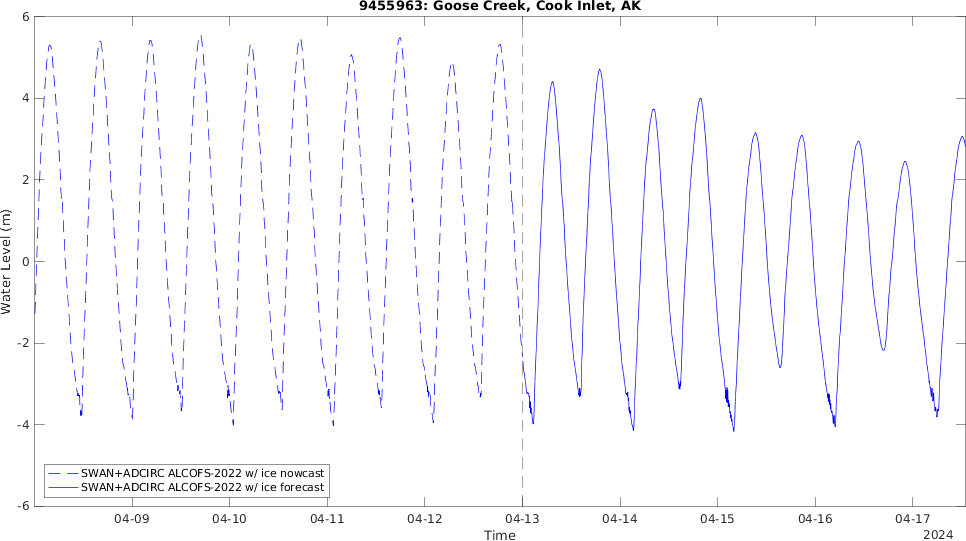 9455963: Goose Creek, Cook Inlet, AK
6
4
2
0
-2
-4
-6
Water Level (m)
SWAN+ADCIRC ALCOFS-2022 w/ ice nowcast
SWAN+ADCIRC ALCOFS-2022 w/ ice forecast
04-09 04-10 04-11 04-12 04-13 04-14 04-15 04-16 04-17
Time
2024